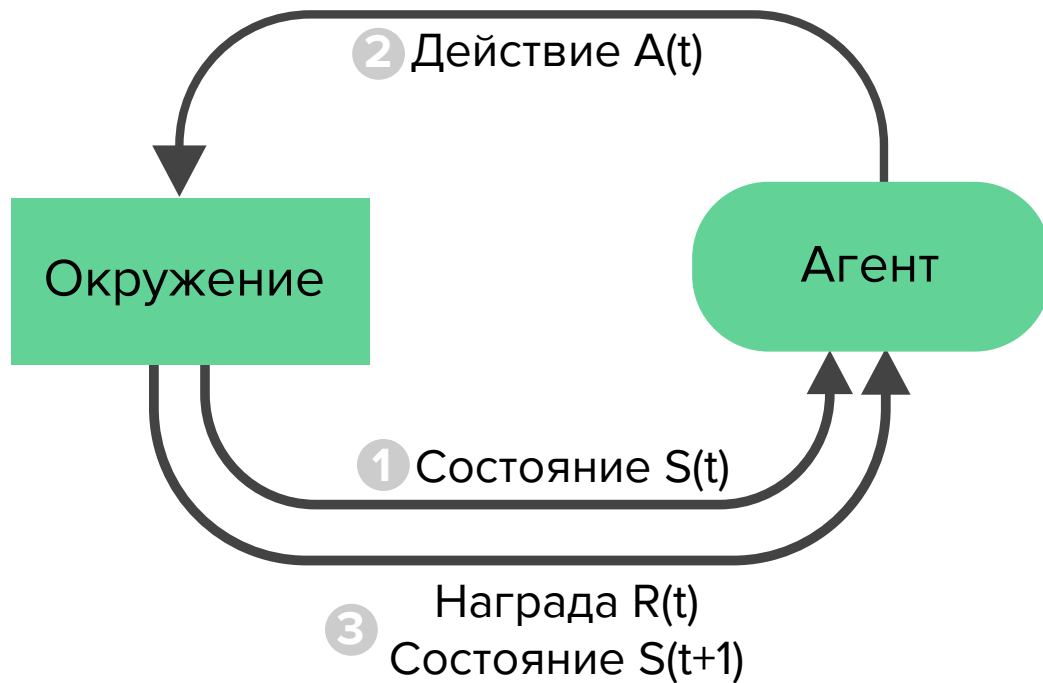 2 Действие A(t)
Окружение
Агент
1 Состояние S(t)
Награда R(t)
3
Состояние S(t+1)